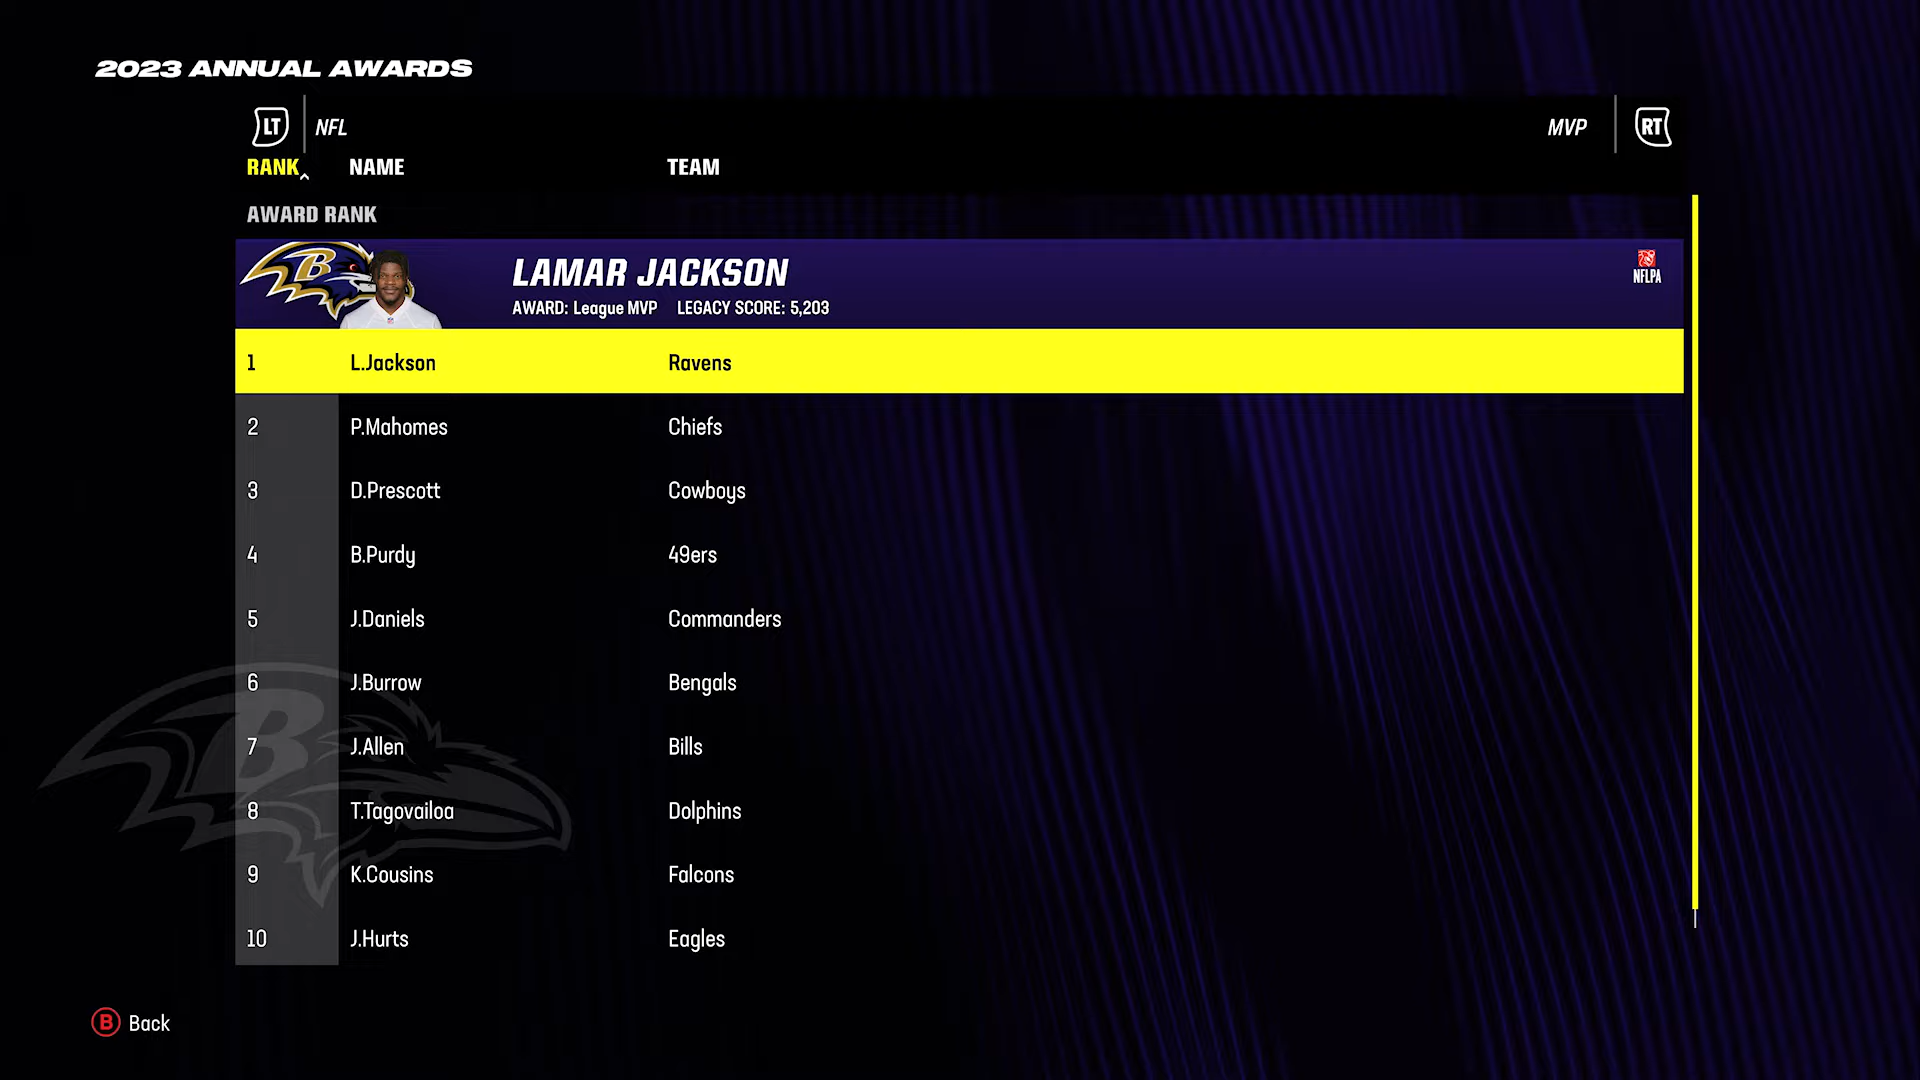 2023 ANNUAL AWARDS
LT NFL MVP RT
RANK NAME TEAM
AWARD RANK
LAMAR JACKSON
AWARD: League MVP LEGACY SCORE: 5,203
NFLPA
1 L.Jackson Ravens
2 P.Mahomes Chiefs
3 D.Prescott Cowboys
4 B.Purdy 49ers
5 J.Daniels Commanders
6 J.Burrow Bengals
7 J.Allen Bills
8 T.Tagovailoa Dolphins
9 K.Cousins Falcons
10 J.Hurts Eagles
B Back